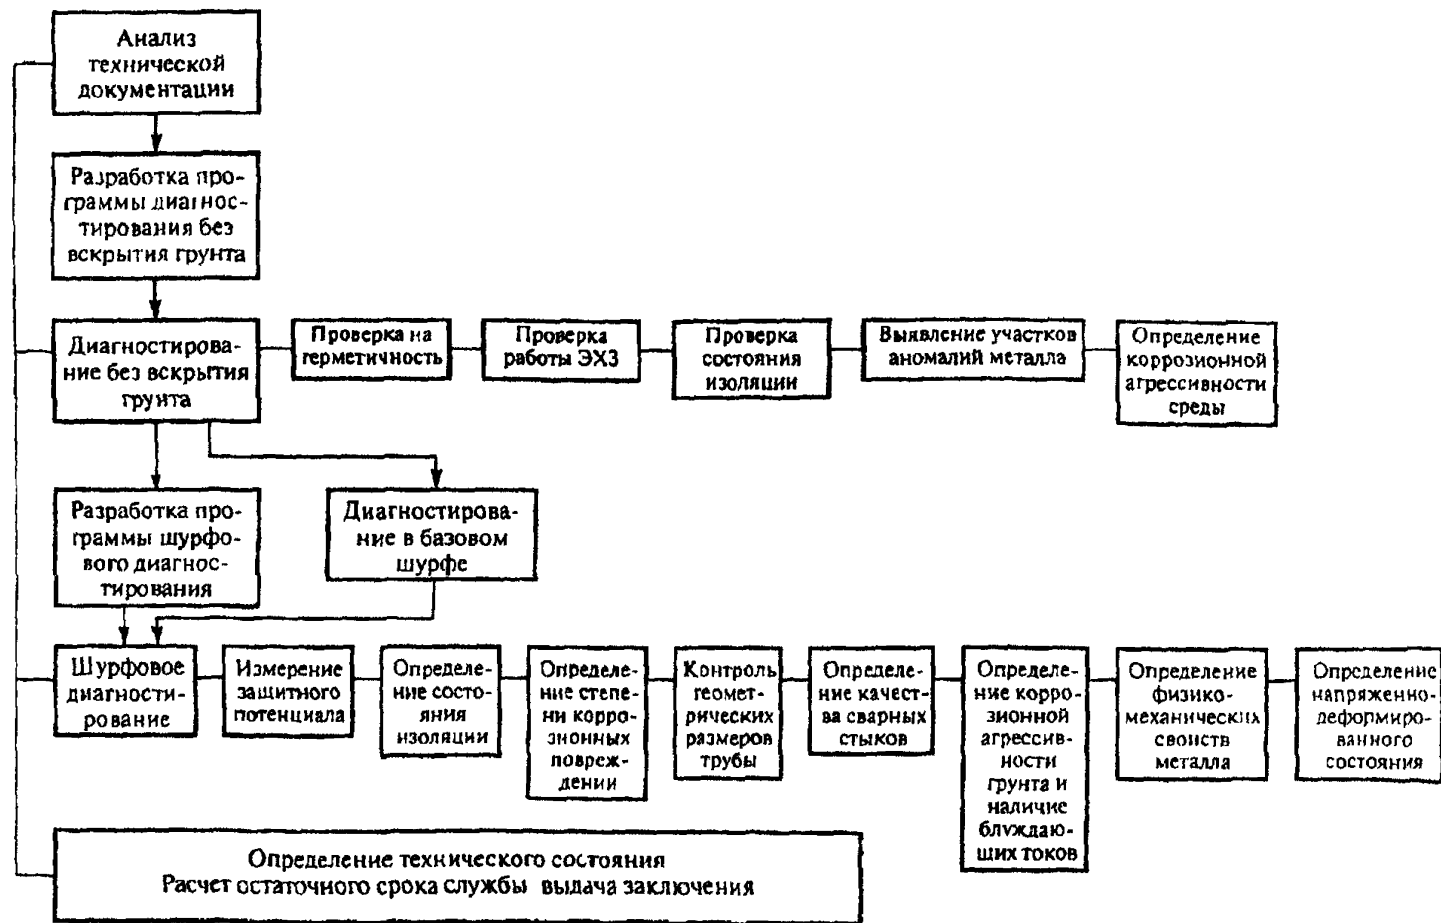 Анализ
технической
документации
Разработка про-
граммы диагнос-
тирования без
вскрытия грунта
Диагностирова-
ние без вскрытия
грунта
Проверка на
герметичность
Проверка
работы ЭХЗ
Проверка
состояния
изоляции
Выявление участков
аномалий металла
Определение
коррозионной
агрессивности
среды
Разработка про-
граммы шурфо-
вого диагнос-
тирования
Диагностирова-
ние в базовом
шурфе
Шурфовое
диагности-
рование
Измерение
защитного
потенциала
Определе-
ние состо-
яния
изоляции
Определе-
ние степе-
ни корро-
зионных
повреж-
дении
Контроль
геомет-
рических
размеров
трубы
Определе-
ние качест-
ва сварных
стыков
Определе-
ние корро-
зионной
агрессив-
ности
грунта и
наличие
блуждаю-
щих токов
Определение
физико-
механических
свойств
металла
Определение
напряженно-
деформиро-
ванного
состояния
Определение технического состояния
Расчет остаточного срока службы выдача заключения